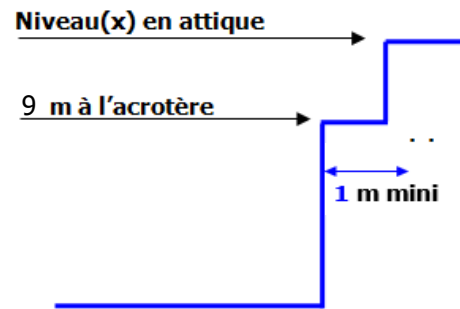 Niveau(x) en attique
9 m à l'acrotère
. .
1 m mini